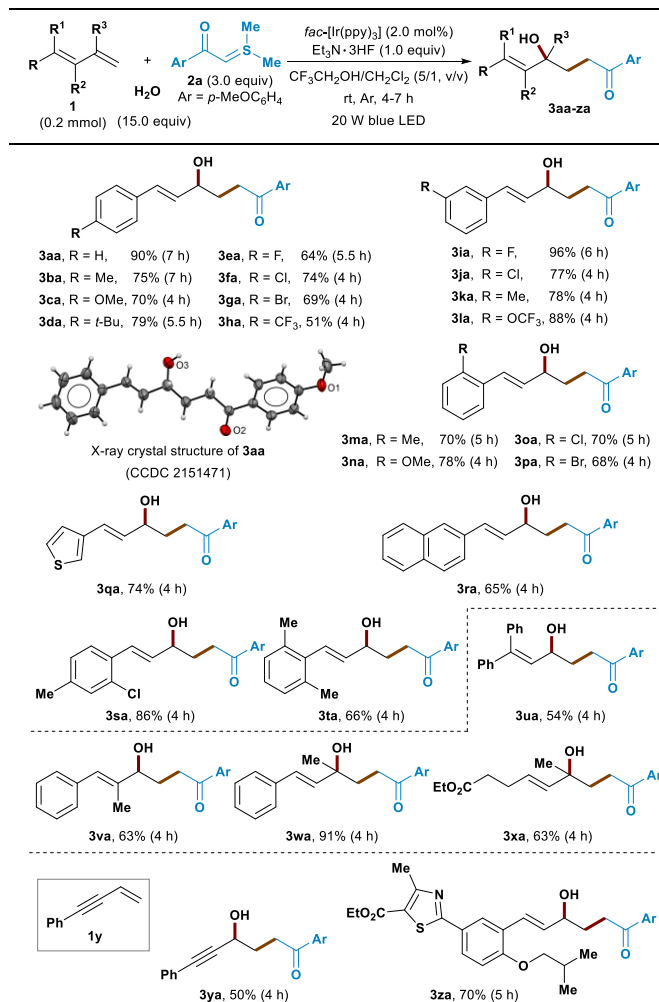 R¹ R³ R R² 1 (0.2 mmol)
+
H₂O (15.0 equiv)
Ar O S Me Me
2a (3.0 equiv)
Ar = p-MeOC₆H₄
fac-[Ir(ppy)₃] (2.0 mol%)
Et₃N·3HF (1.0 equiv)
CF₃CH₂OH/CH₂Cl₂ (5/1, v/v)
rt, Ar, 4-7 h
20 W blue LED
R¹ HO R³ Ar R R² O
3aa-za
OH Ar O R
3aa, R = H, 90% (7 h) 3ea, R = F, 64% (5.5 h)
3ba, R = Me, 75% (7 h) 3fa, R = Cl, 74% (4 h)
3ca, R = OMe, 70% (4 h) 3ga, R = Br, 69% (4 h)
3da, R = t-Bu, 79% (5.5 h) 3ha, R = CF₃, 51% (4 h)
R OH Ar O
3ia, R = F, 96% (6 h)
3ja, R = Cl, 77% (4 h)
3ka, R = Me, 78% (4 h)
3la, R = OCF₃, 88% (4 h)
O3 O1 O2
X-ray crystal structure of 3aa
(CCDC 2151471)
R OH Ar O
3ma, R = Me, 70% (5 h) 3oa, R = Cl, 70% (5 h)
3na, R = OMe, 78% (4 h) 3pa, R = Br, 68% (4 h)
OH Ar S O
3qa, 74% (4 h)
OH Ar O
3ra, 65% (4 h)
OH Ar O Me Cl
3sa, 86% (4 h)
Me OH Ar O Me
3ta, 66% (4 h)
Ph OH Ar Ph O
3ua, 54% (4 h)
OH Ar Me O
3va, 63% (4 h)
Me OH Ar O
3wa, 91% (4 h)
Me OH Ar EtO₂C O
3xa, 63% (4 h)
Ph
1y
OH Ar Ph O
3ya, 50% (4 h)
Me N EtO₂C S OH Ar O O Me Me
3za, 70% (5 h)